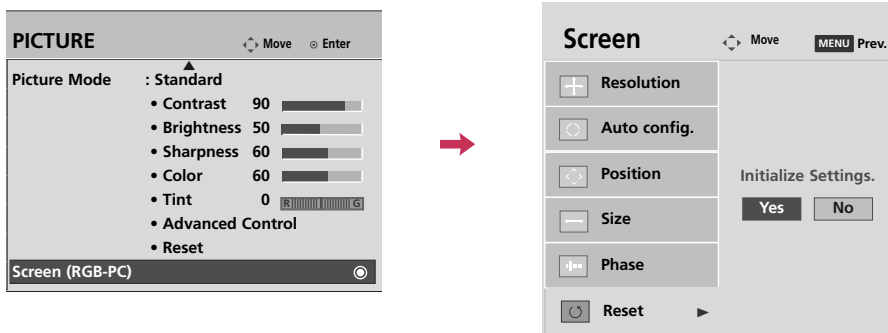 PICTURE Move Enter
Picture Mode : Standard
• Contrast 90
• Brightness 50
• Sharpness 60
• Color 60
• Tint 0 R G
• Advanced Control
• Reset
Screen (RGB-PC)
Screen Move MENU Prev.
Resolution
Auto config.
Position
Size
Phase
Reset
Initialize Settings.
Yes No